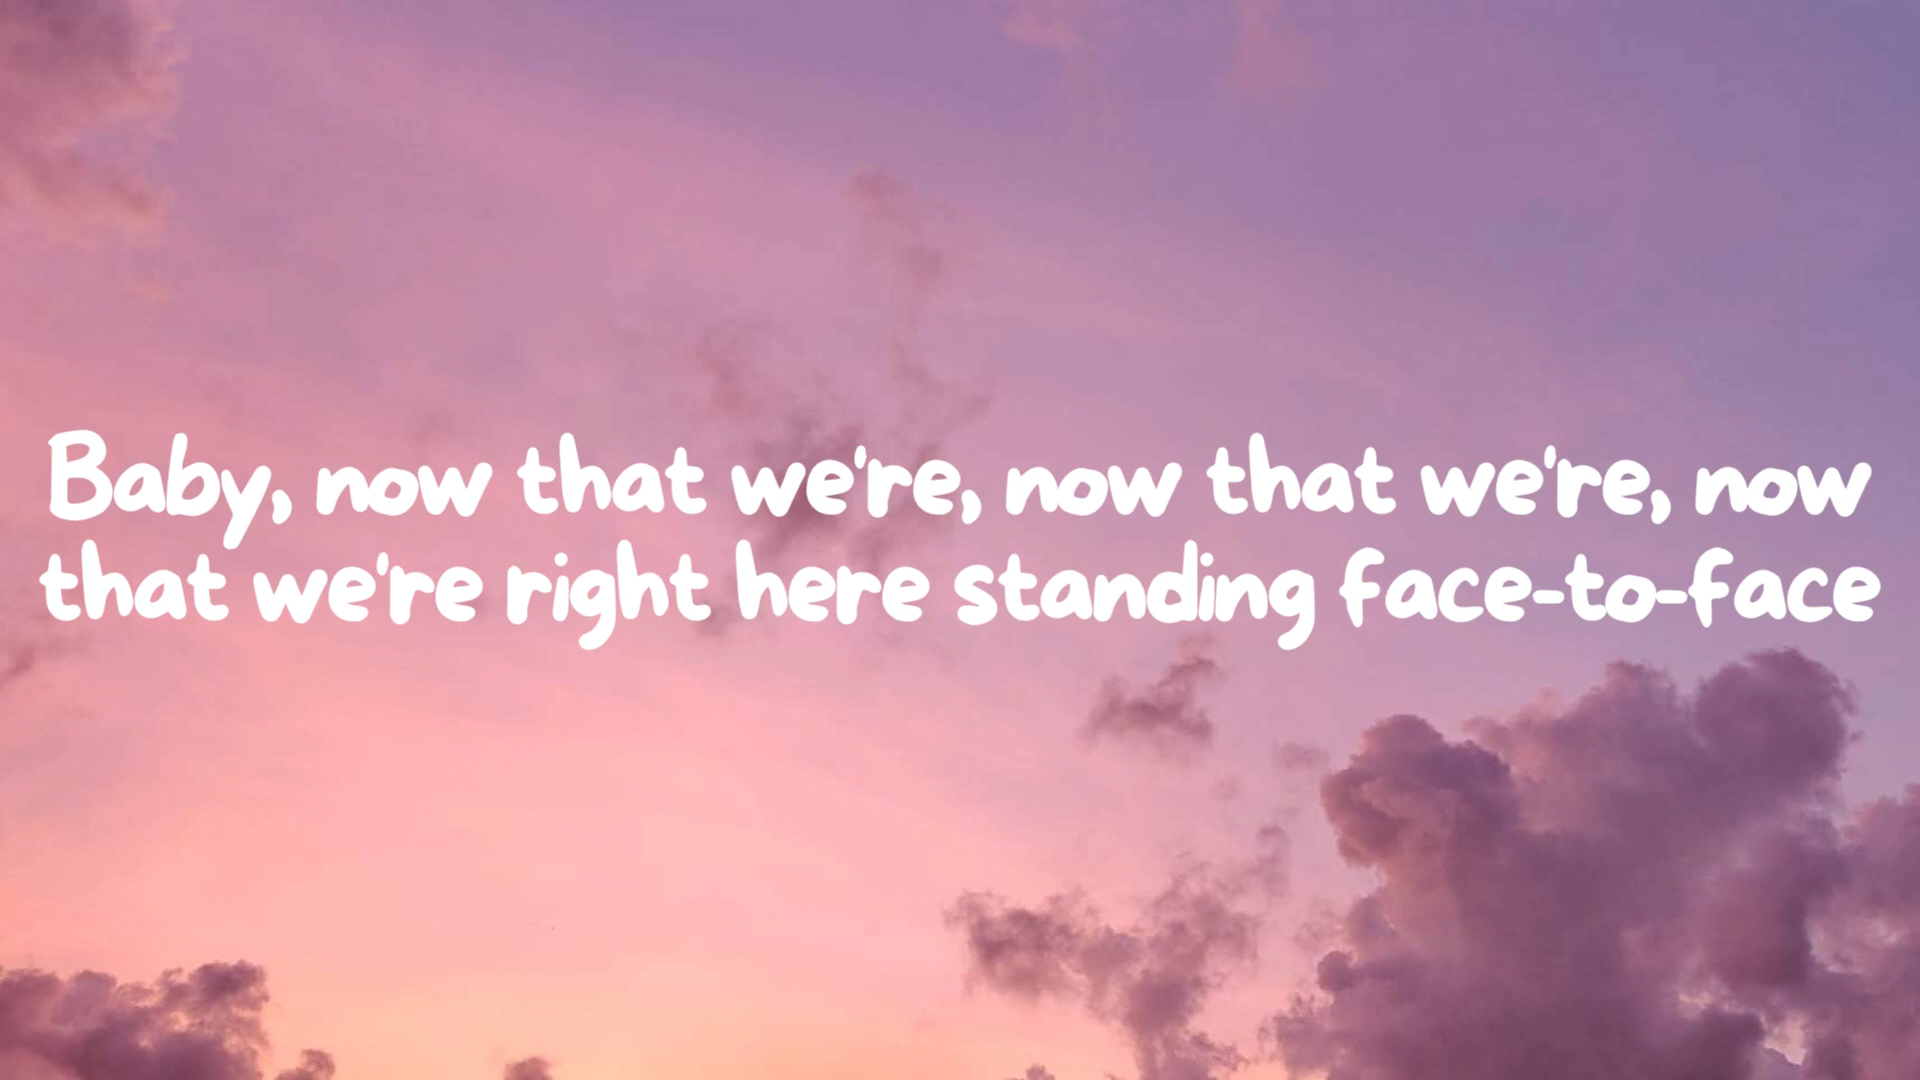 Baby, now that we're, now that we're, now
that we're right here standing face-to-face